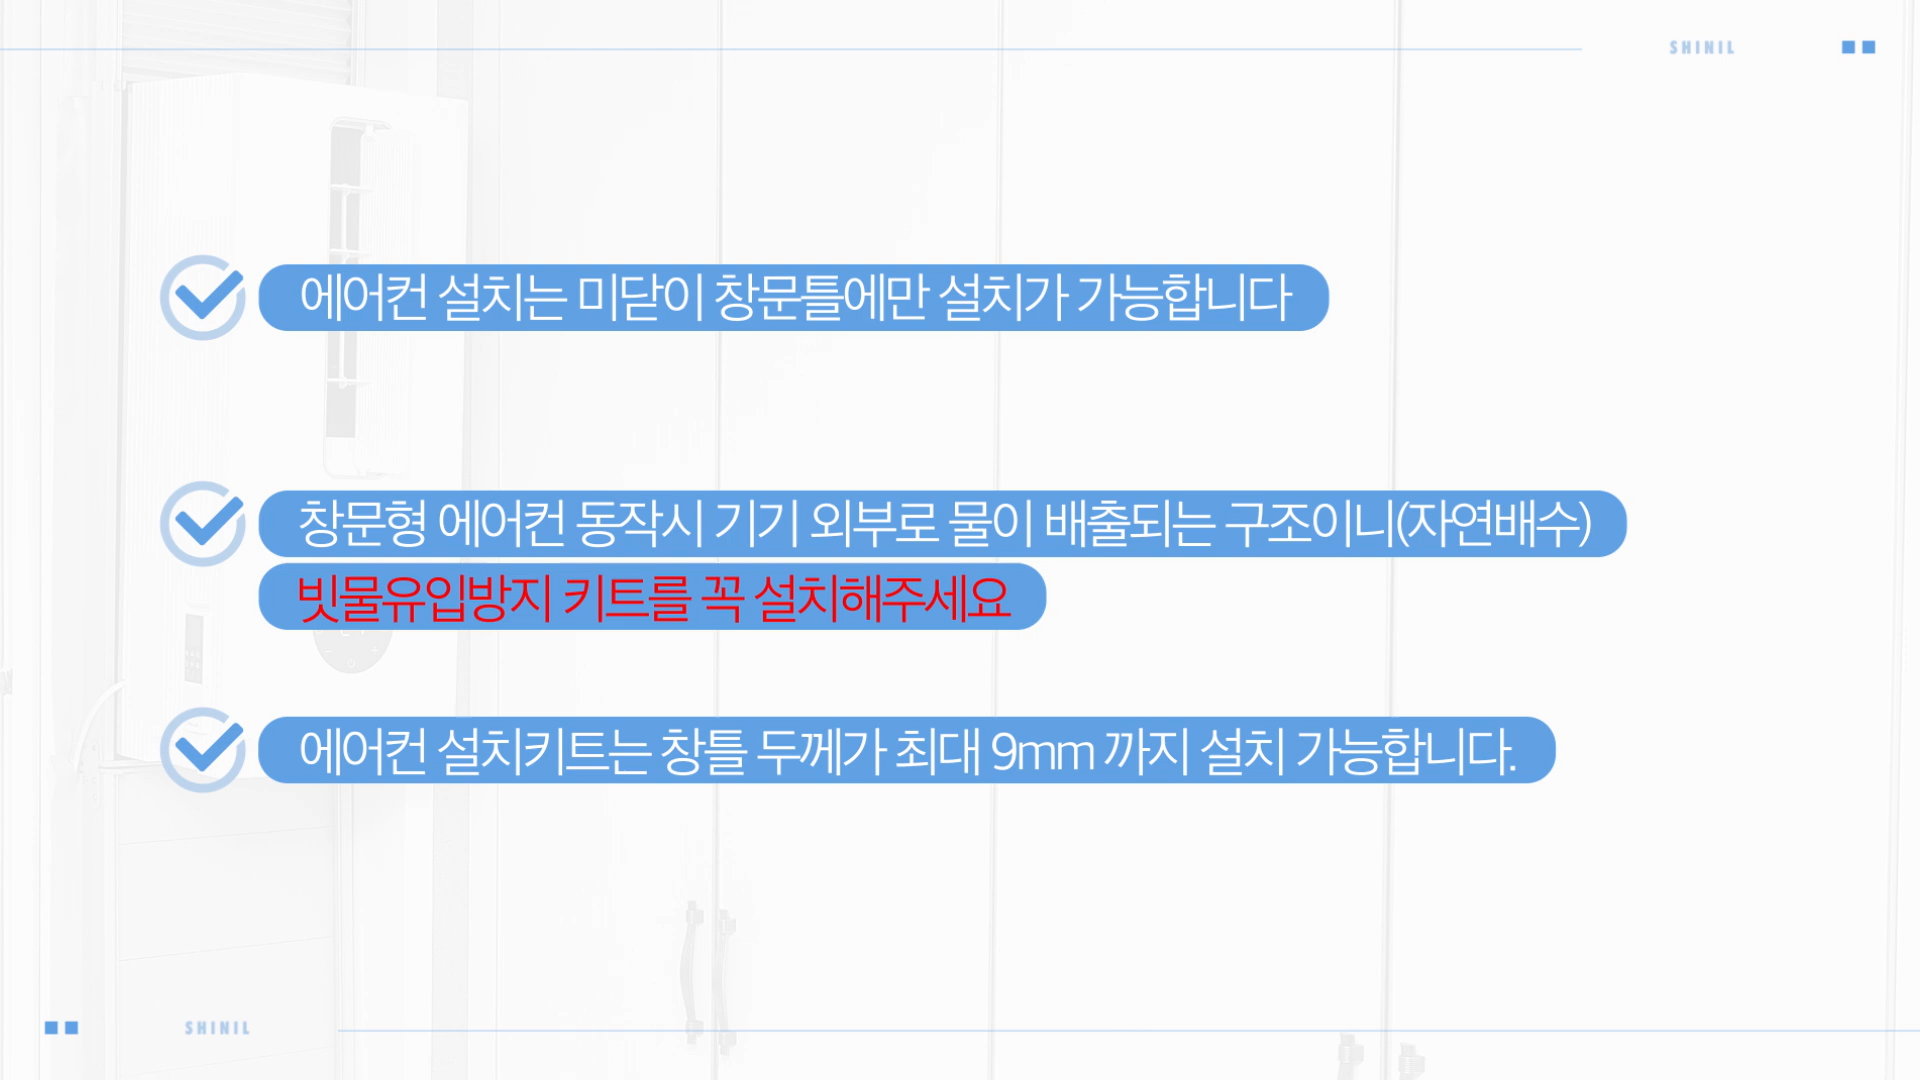 SHINIL
에어컨 설치는 미닫이 창문틀에만 설치가 가능합니다
창문형 에어컨 동작시 기기 외부로 물이 배출되는 구조이니(자연배수)
빗물유입방지 키트를 꼭 설치해주세요
에어컨 설치키트는 창틀 두께가 최대 9mm 까지 설치 가능합니다.
SHINIL